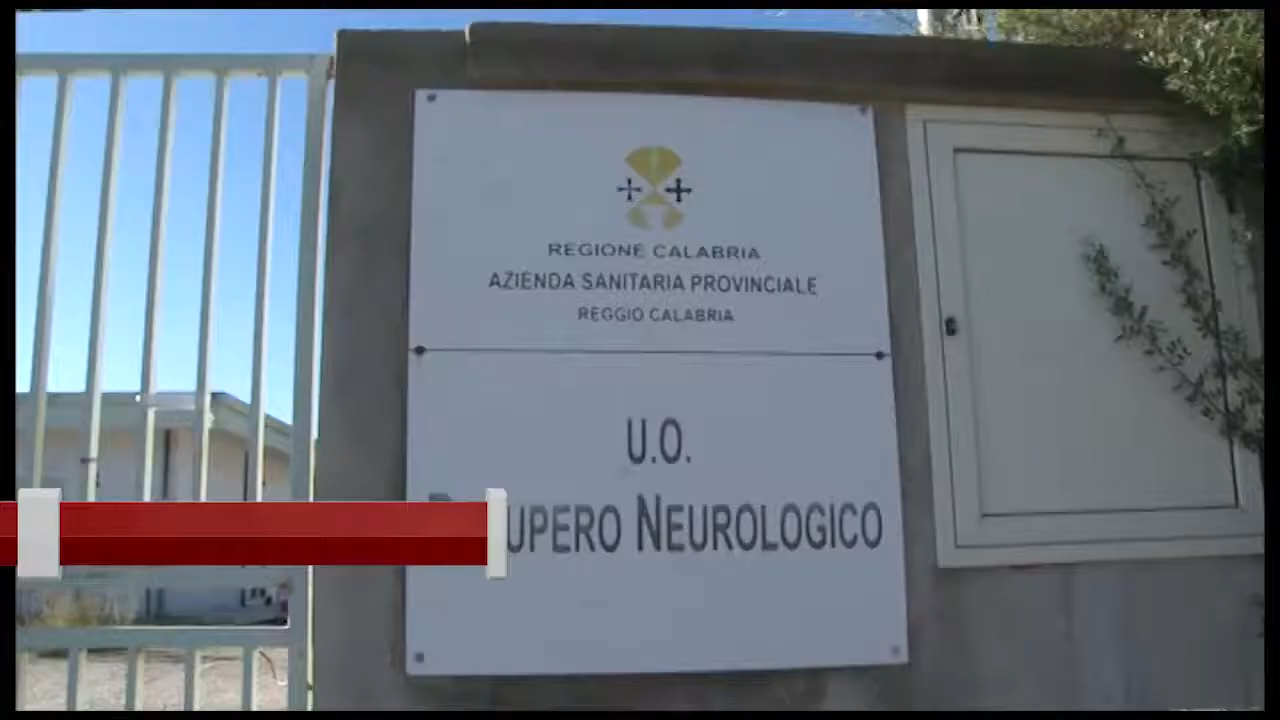 REGIONE CALABRIA
AZIENDA SANITARIA PROVINCIALE
REGGIO CALABRIA
U.O.
UPERO NEUROLOGICO